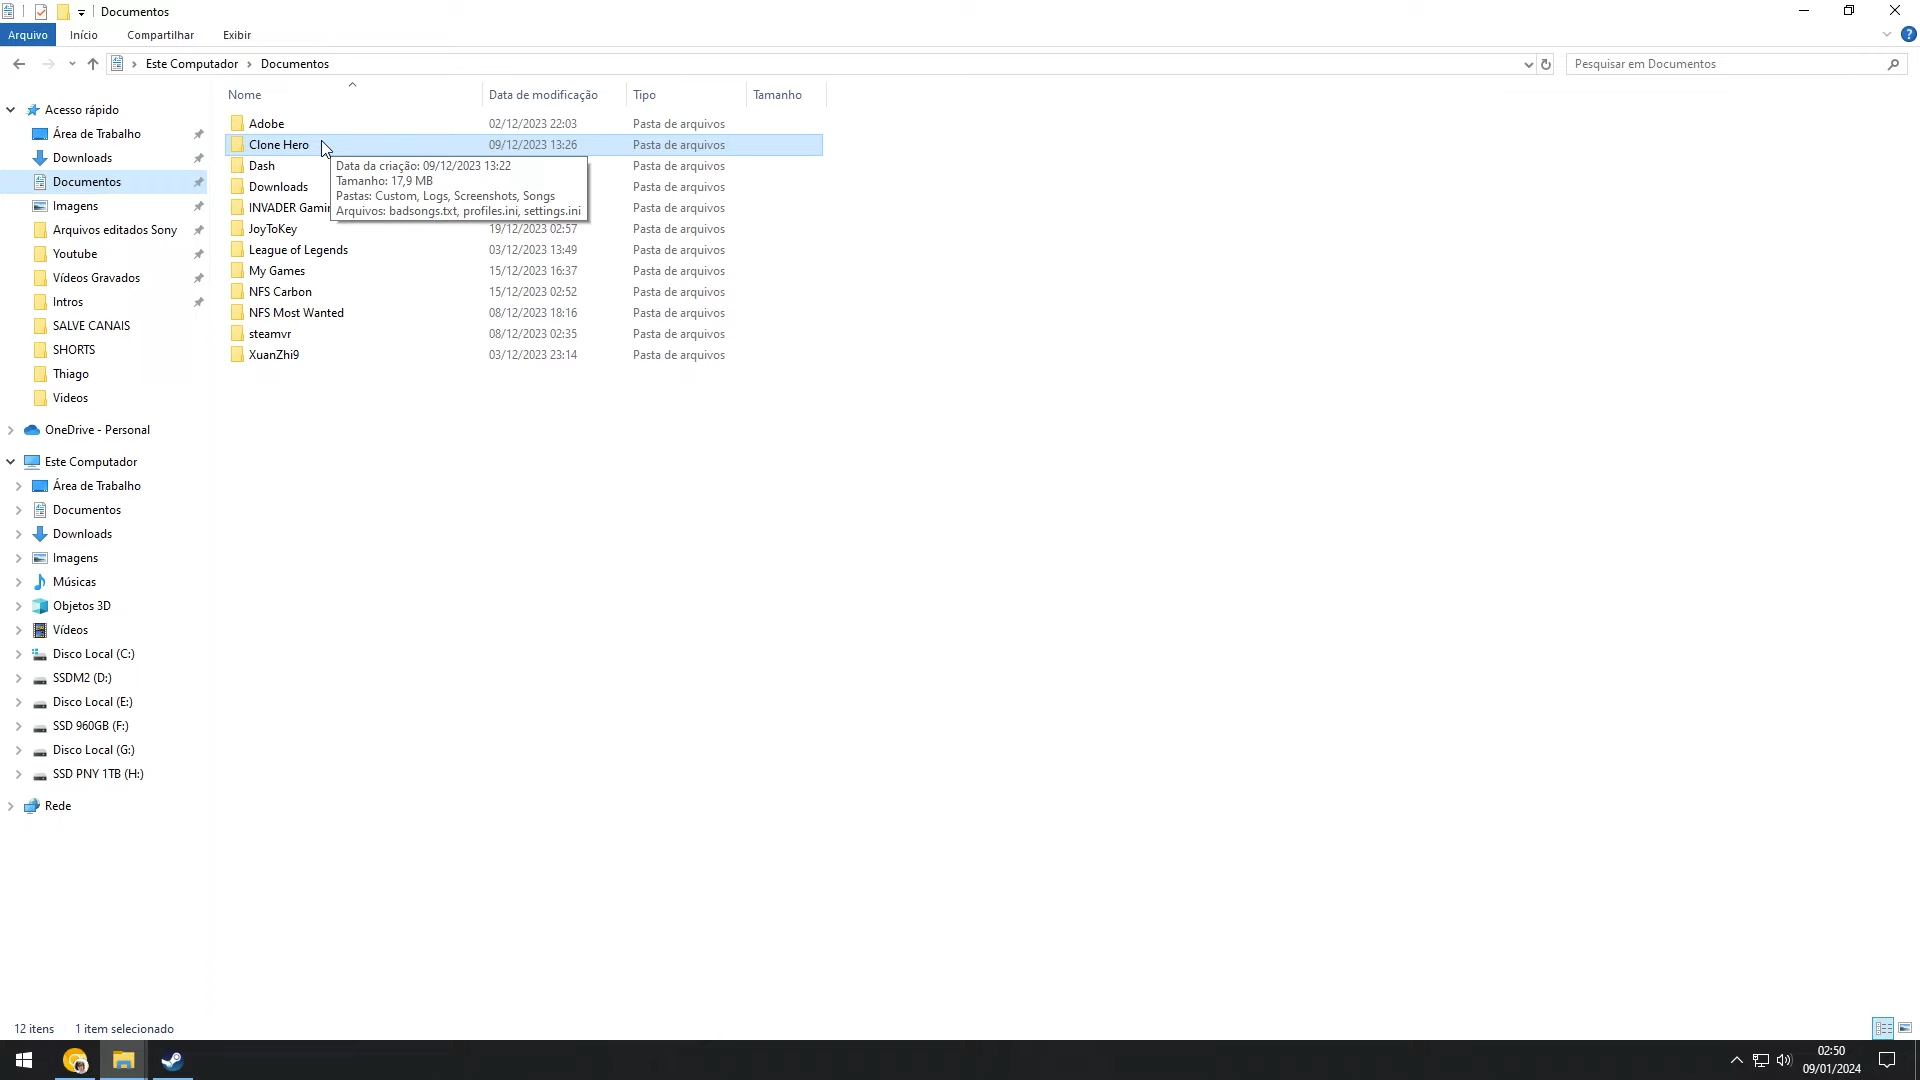 Documentos
Arquivo Início Compartilhar Exibir
Este Computador Documentos
Pesquisar em Documentos
Nome Data de modificação Tipo Tamanho
Adobe 02/12/2023 22:03 Pasta de arquivos
Clone Hero 09/12/2023 13:26 Pasta de arquivos
Dash Pasta de arquivos
Downloads Pasta de arquivos
INVADER Pasta de arquivos
JoyToKey 19/12/2023 02:57 Pasta de arquivos
League of Legends 03/12/2023 13:49 Pasta de arquivos
My Games 15/12/2023 16:37 Pasta de arquivos
NFS Carbon 15/12/2023 02:52 Pasta de arquivos
NFS Most Wanted 08/12/2023 18:16 Pasta de arquivos
steamvr 08/12/2023 02:35 Pasta de arquivos
XuanZhi9 03/12/2023 23:14 Pasta de arquivos
Data da criação: 09/12/2023 13:22
Tamanho: 17,9 MB
Pastas: Custom, Logs, Screenshots, Songs
Arquivos: badsongs.txt, profiles.ini, settings.ini
Acesso rápido
Área de Trabalho
Downloads
Documentos
Imagens
Arquivos editados Sony
Youtube
Vídeos Gravados
Intros
SALVE CANAIS
SHORTS
Thiago
Videos
OneDrive - Personal
Este Computador
Área de Trabalho
Documentos
Downloads
Imagens
Músicas
Objetos 3D
Vídeos
Disco Local (C:)
SSDM2 (D:)
Disco Local (E:)
SSD 960GB (F:)
Disco Local (G:)
SSD PNY 1TB (H:)
Rede
12 itens 1 item selecionado
02:50
09/01/2024